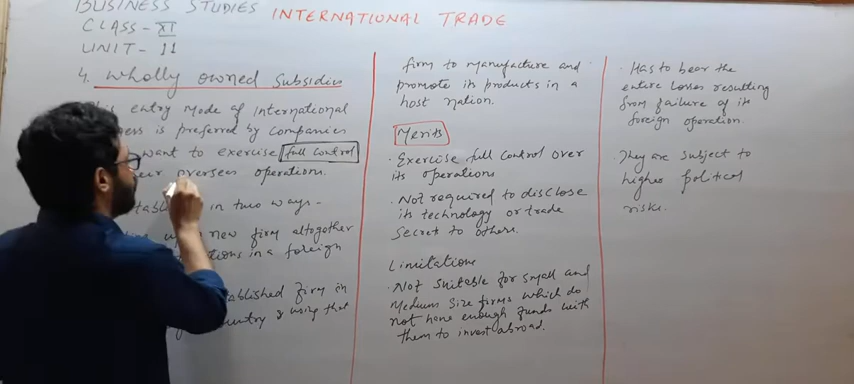 BUSINESS STUDIES
INTERNATIONAL TRADE
CLASS - XI
UNIT - 11
4. Wholly owned Subsidies
This entry mode of International
is preferred by companies
want to exercise full control
overseas operations.
in two ways -
new firm altogether
in a foreign
established firm in
country & using that
firm to manufacture and
promote its products in a
host nation.
Merits
· Exercise full control over
its operations
· Not required to disclose
its technology or trade
secret to others.
Limitations
· Not suitable for small and
Medium size firms which do
not have enough funds with
them to invest abroad.
· Has to bear the
entire losses resulting
from failure of its
foreign operation.
· They are subject to
higher political
risks.